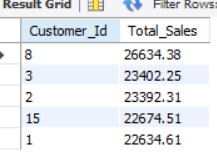 Result Grid Filter Rows:
Customer_Id Total_Sales
8 26634.38
3 23402.25
2 23392.31
15 22674.51
1 22634.61